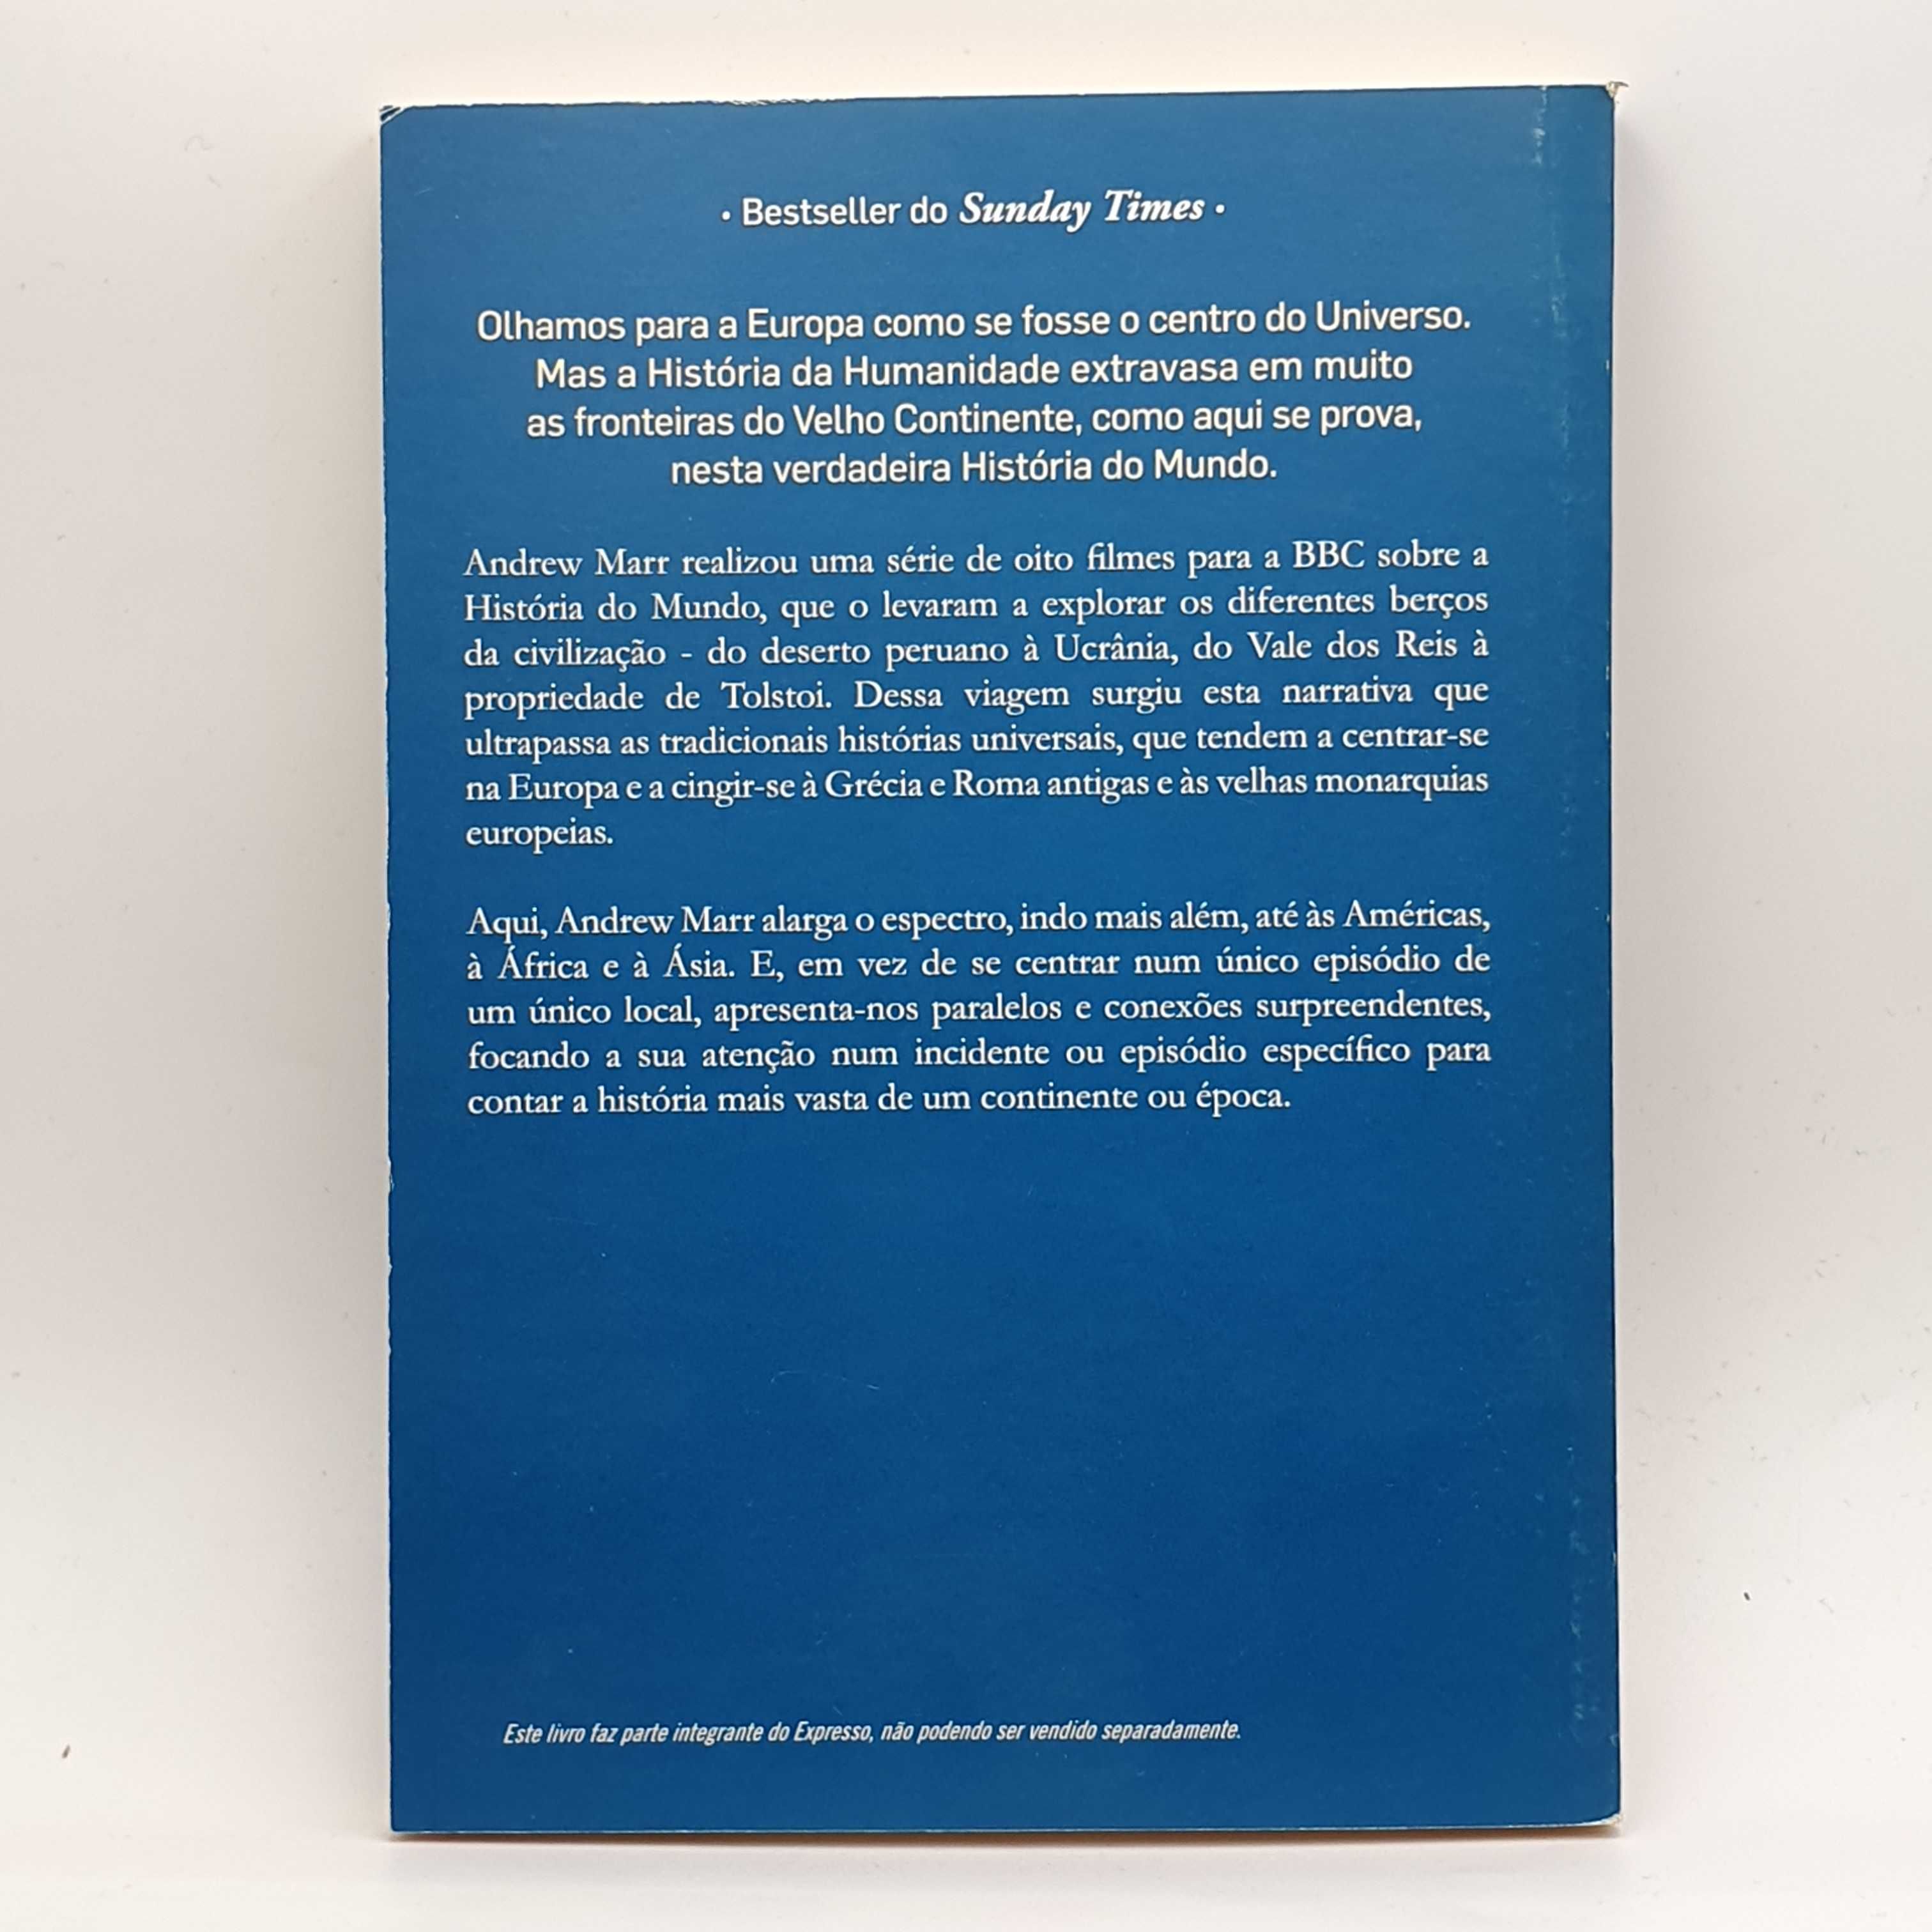 • Bestseller do Sunday Times •
Olhamos para a Europa como se fosse o centro do Universo.
Mas a História da Humanidade extravasa em muito
as fronteiras do Velho Continente, como aqui se prova,
nesta verdadeira História do Mundo.
Andrew Marr realizou uma série de oito filmes para a BBC sobre a
História do Mundo, que o levaram a explorar os diferentes berços
da civilização - do deserto peruano à Ucrânia, do Vale dos Reis à
propriedade de Tolstoi. Dessa viagem surgiu esta narrativa que
ultrapassa as tradicionais histórias universais, que tendem a centrar-se
na Europa e a cingir-se à Grécia e Roma antigas e às velhas monarquias
europeias.
Aqui, Andrew Marr alarga o espectro, indo mais além, até às Américas,
à África e à Ásia. E, em vez de se centrar num único episódio de
um único local, apresenta-nos paralelos e conexões surpreendentes,
focando a sua atenção num incidente ou episódio específico para
contar a história mais vasta de um continente ou época.
Este livro faz parte integrante do Expresso, não podendo ser vendido separadamente.